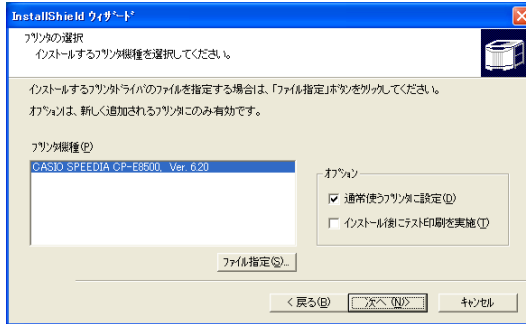 InstallShield ウィザード
プリンタの選択
インストールするプリンタ機種を選択してください。
インストールするプリンタドライバのファイルを指定する場合は、「ファイル指定」ボタンをクリックしてください。
オプションは、新しく追加されるプリンタにのみ有効です。
プリンタ機種(P)
CASIO SPEEDIA CP-E8500, Ver. 6.20
オプション
通常使うプリンタに設定(D)
インストール後にテスト印刷を実施(T)
ファイル指定(S)...
< 戻る(B)
次へ (N)>
キャンセル